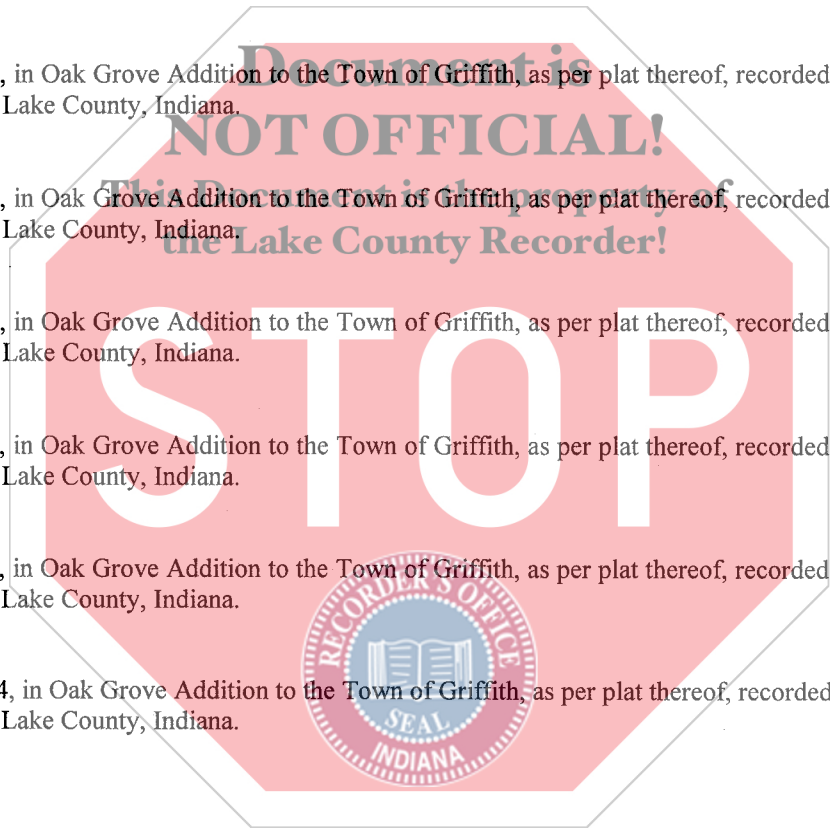 , in Oak Grove Addition to the Town of Griffith, as per plat thereof, recorded
Lake County, Indiana.
, in Oak Grove Addition to the Town of Griffith, as per plat thereof, recorded
Lake County, Indiana.
, in Oak Grove Addition to the Town of Griffith, as per plat thereof, recorded
Lake County, Indiana.
, in Oak Grove Addition to the Town of Griffith, as per plat thereof, recorded
Lake County, Indiana.
, in Oak Grove Addition to the Town of Griffith, as per plat thereof, recorded
Lake County, Indiana.
4, in Oak Grove Addition to the Town of Griffith, as per plat thereof, recorded
Lake County, Indiana.
Document is
NOT OFFICIAL!
This Document is the property of
the Lake County Recorder!
STOP
RECORDER'S OFFICE
SEAL
INDIANA